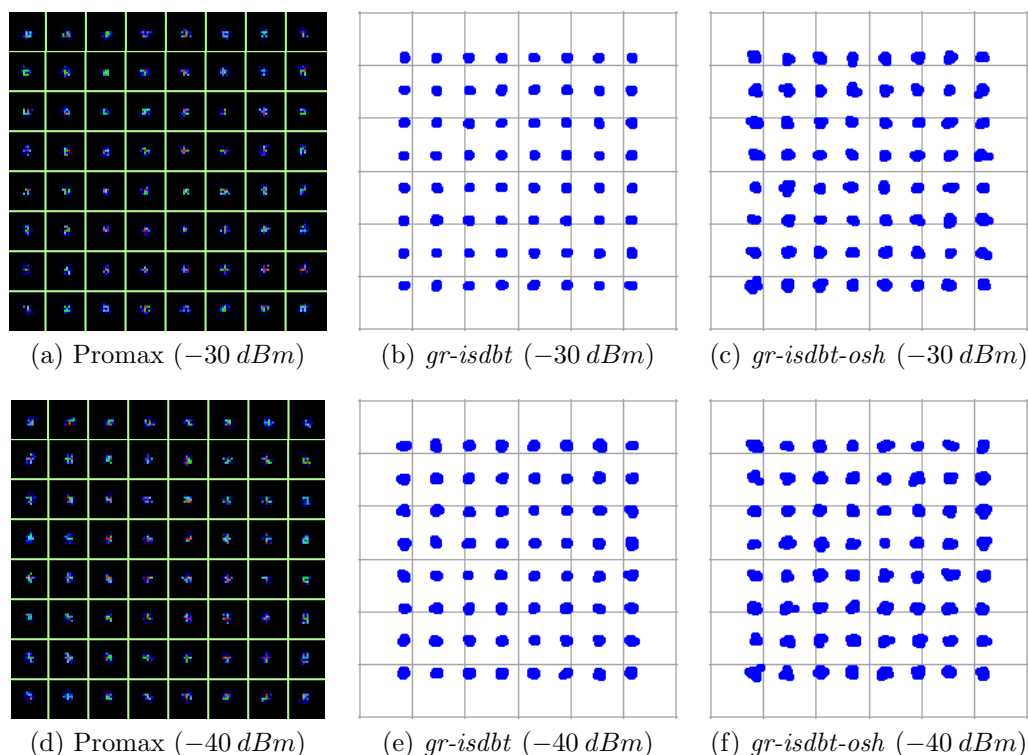 (a) Promax (−30 dBm)
(b) gr-isdbt (−30 dBm)
(c) gr-isdbt-osh (−30 dBm)
(d) Promax (−40 dBm)
(e) gr-isdbt (−40 dBm)
(f) gr-isdbt-osh (−40 dBm)